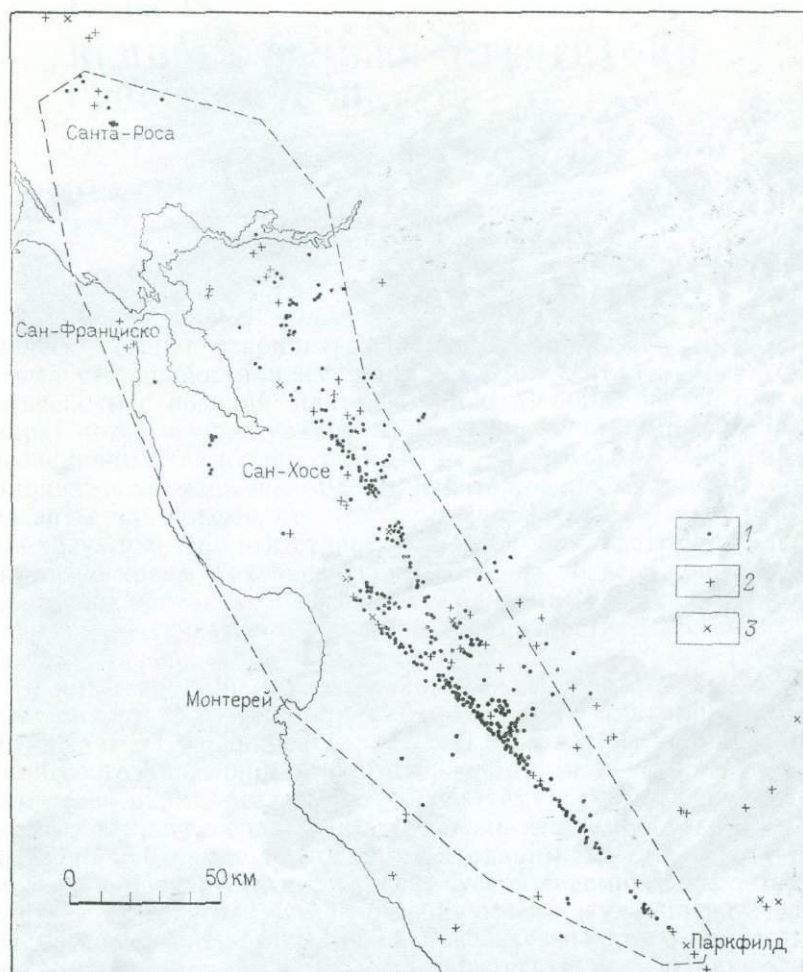 Санта-Роса
Сан-Франциско
Сан-Хосе
1
2
3
Монтерей
0 50 км
Паркфилд